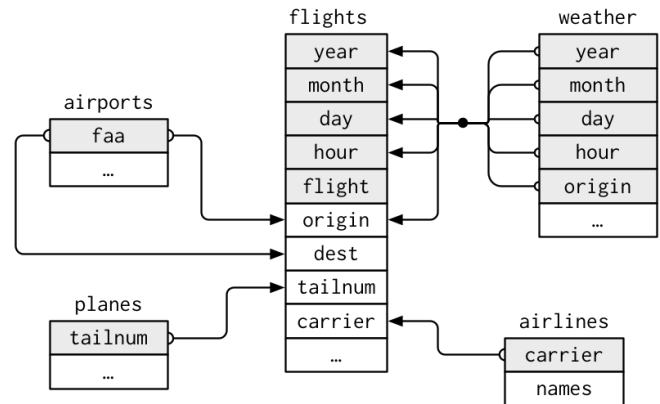 flights
year
month
day
hour
flight
origin
dest
tailnum
carrier
…
weather
year
month
day
hour
origin
…
airports
faa
…
planes
tailnum
…
airlines
carrier
names